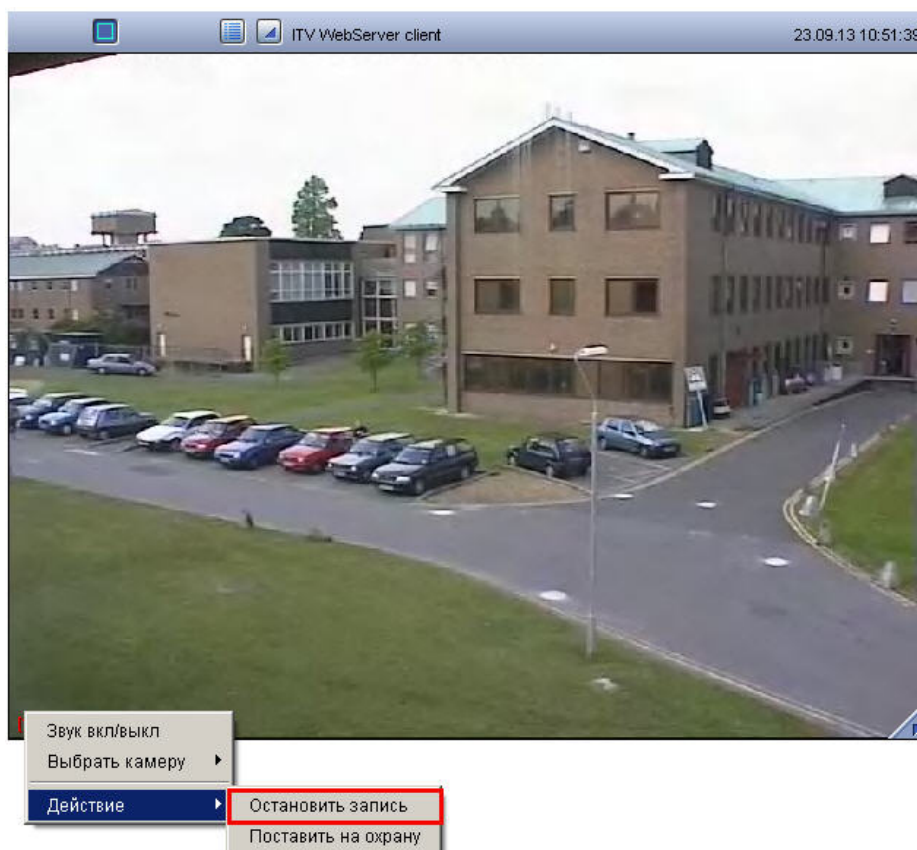 ITV WebServer client 23.09.13 10:51:39
Звук вкл/выкл
Выбрать камеру
Действие
Остановить запись
Поставить на охрану